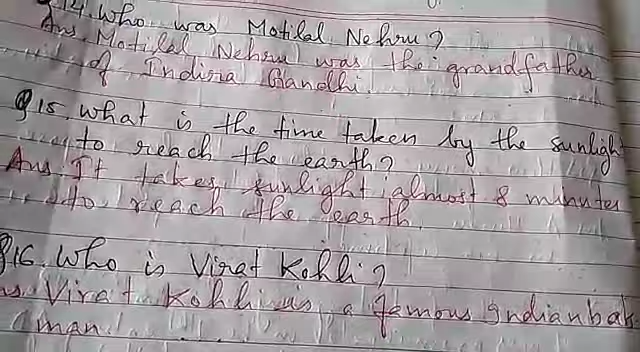 Q14. Who was Motilal Nehru?
Ans Motilal Nehru was the grandfather
of Indira Gandhi.
Q15. What is the time taken by the sunligh
to reach the earth?
Ans. It takes sunlight almost 8 minutes
to reach the earth.
Q16. Who is Virat Kohli?
Ans Virat Kohli is a famous Indian bats
man.